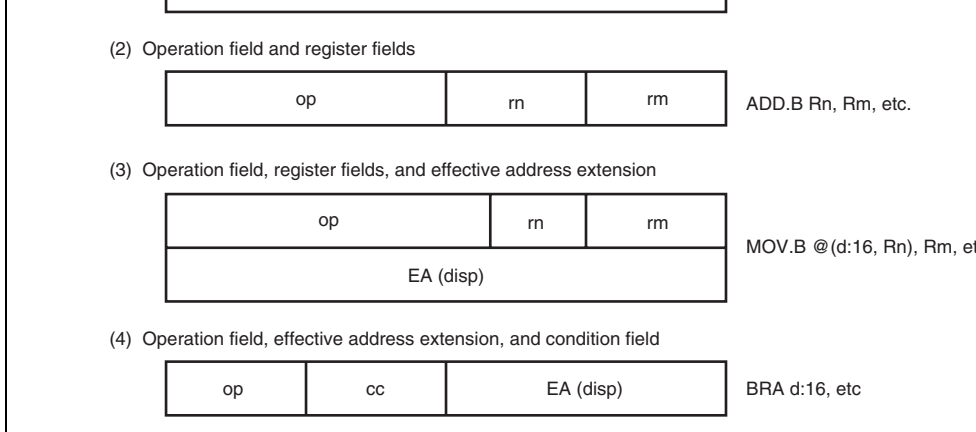 (2) Operation field and register fields
op rn rm ADD.B Rn, Rm, etc.
(3) Operation field, register fields, and effective address extension
op rn rm
MOV.B @(d:16, Rn), Rm, et
EA (disp)
(4) Operation field, effective address extension, and condition field
op cc EA (disp) BRA d:16, etc